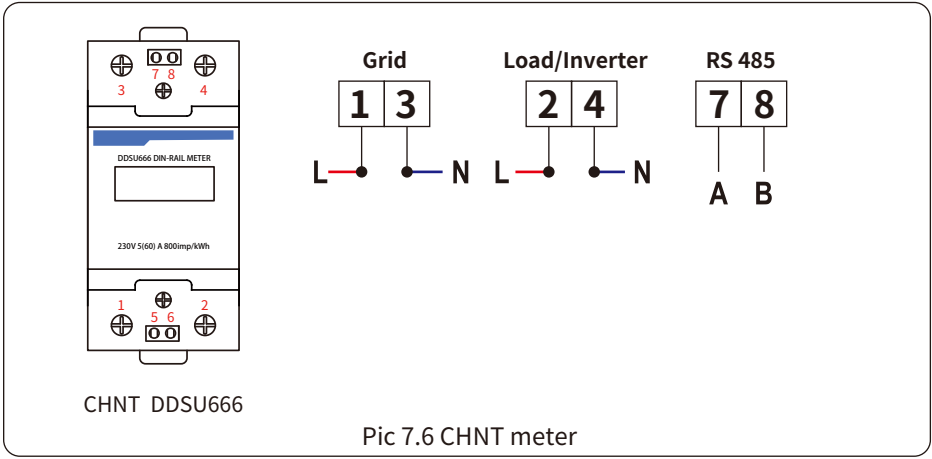 7 8
3 4
DDSU666 DIN-RAIL METER
230V 5(60) A 800imp/kWh
1 2
5 6
CHNT DDSU666
Grid
1 3
L N
Load/Inverter
2 4
L N
RS 485
7 8
A B
Pic 7.6 CHNT meter